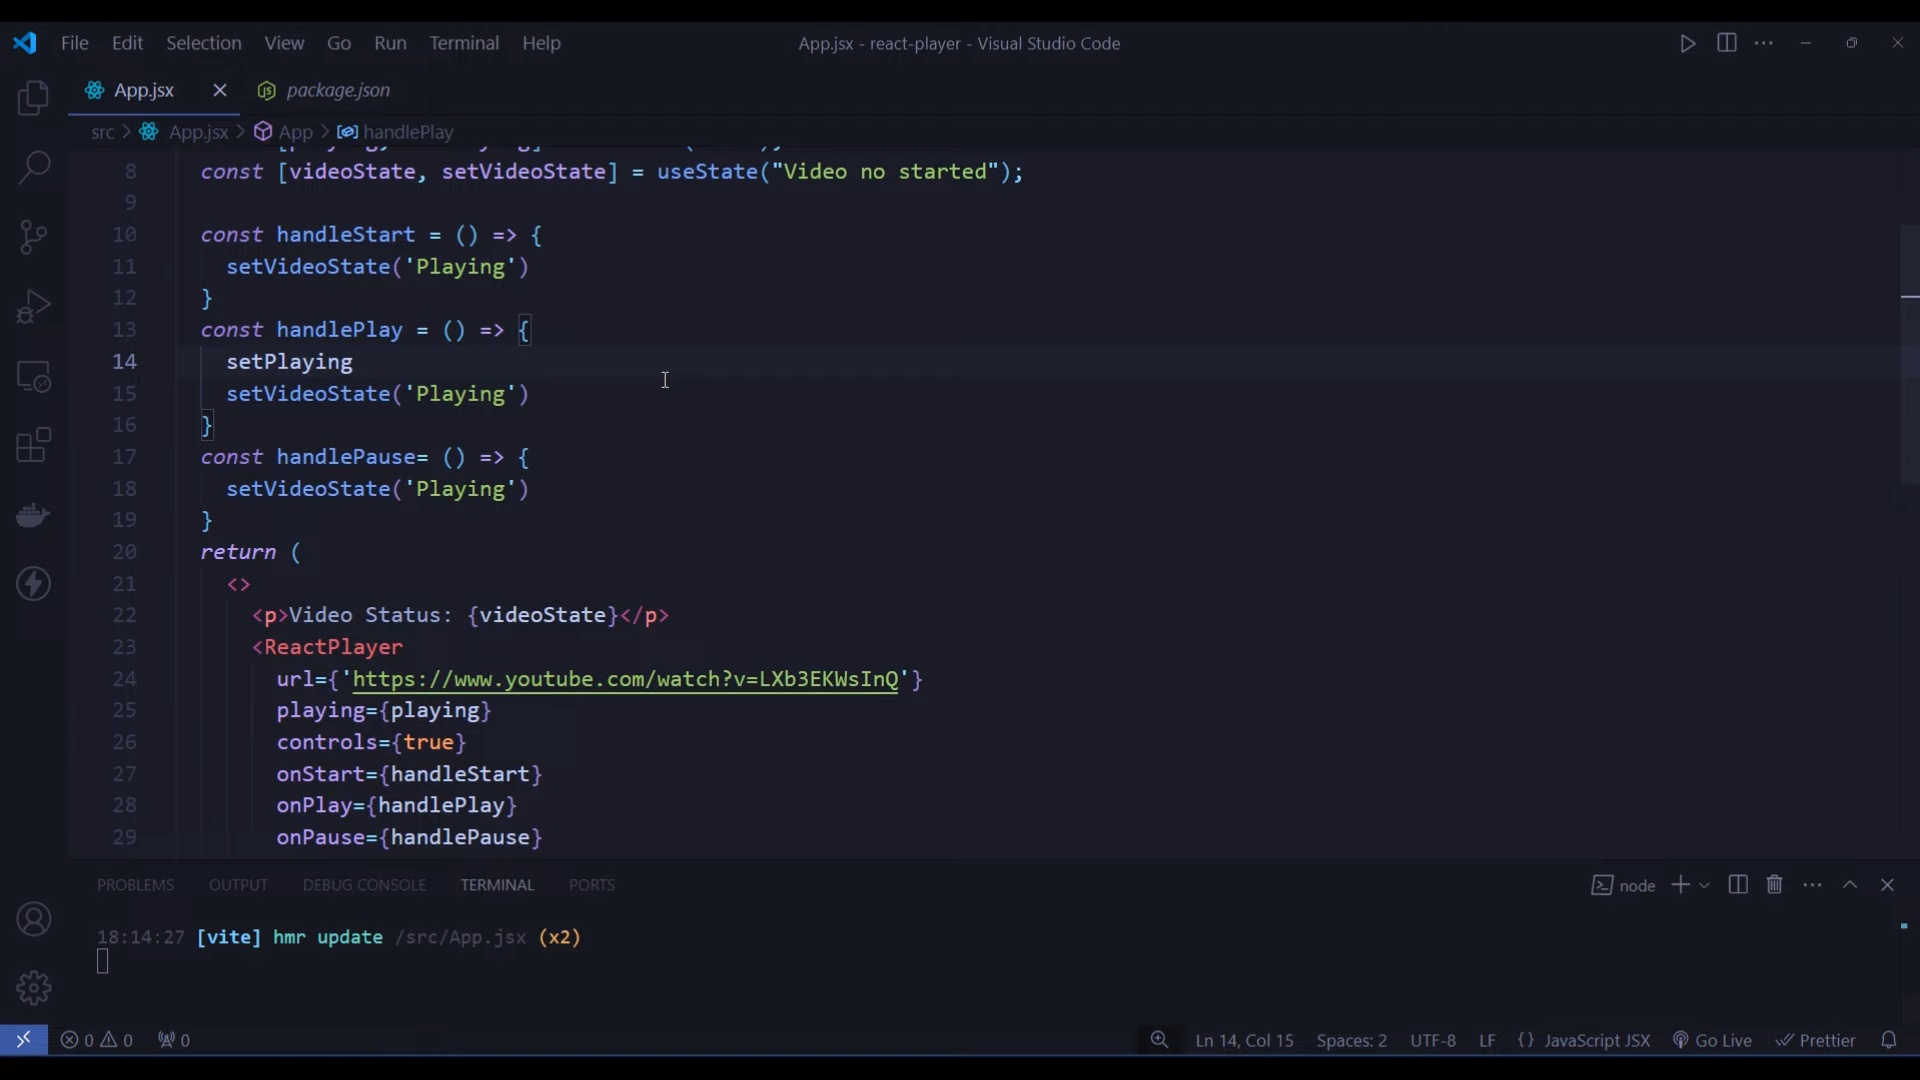 File Edit Selection View Go Run Terminal Help
App.jsx - react-player - Visual Studio Code
App.jsx
package.json
src > App.jsx > App > handlePlay
8 const [videoState, setVideoState] = useState("Video no started");
9
10 const handleStart = () => {
11 setVideoState('Playing')
12 }
13 const handlePlay = () => {
14 setPlaying
15 setVideoState('Playing')
16 }
17 const handlePause= () => {
18 setVideoState('Playing')
19 }
20 return (
21 <>
22 <p>Video Status: {videoState}</p>
23 <ReactPlayer
24 url={'https://www.youtube.com/watch?v=LXb3EKWsInQ'}
25 playing={playing}
26 controls={true}
27 onStart={handleStart}
28 onPlay={handlePlay}
29 onPause={handlePause}
PROBLEMS OUTPUT DEBUG CONSOLE TERMINAL PORTS
node
18:14:27 [vite] hmr update /src/App.jsx (x2)
0 0 0
Ln 14, Col 15 Spaces: 2 UTF-8 LF {} JavaScript JSX Go Live Prettier